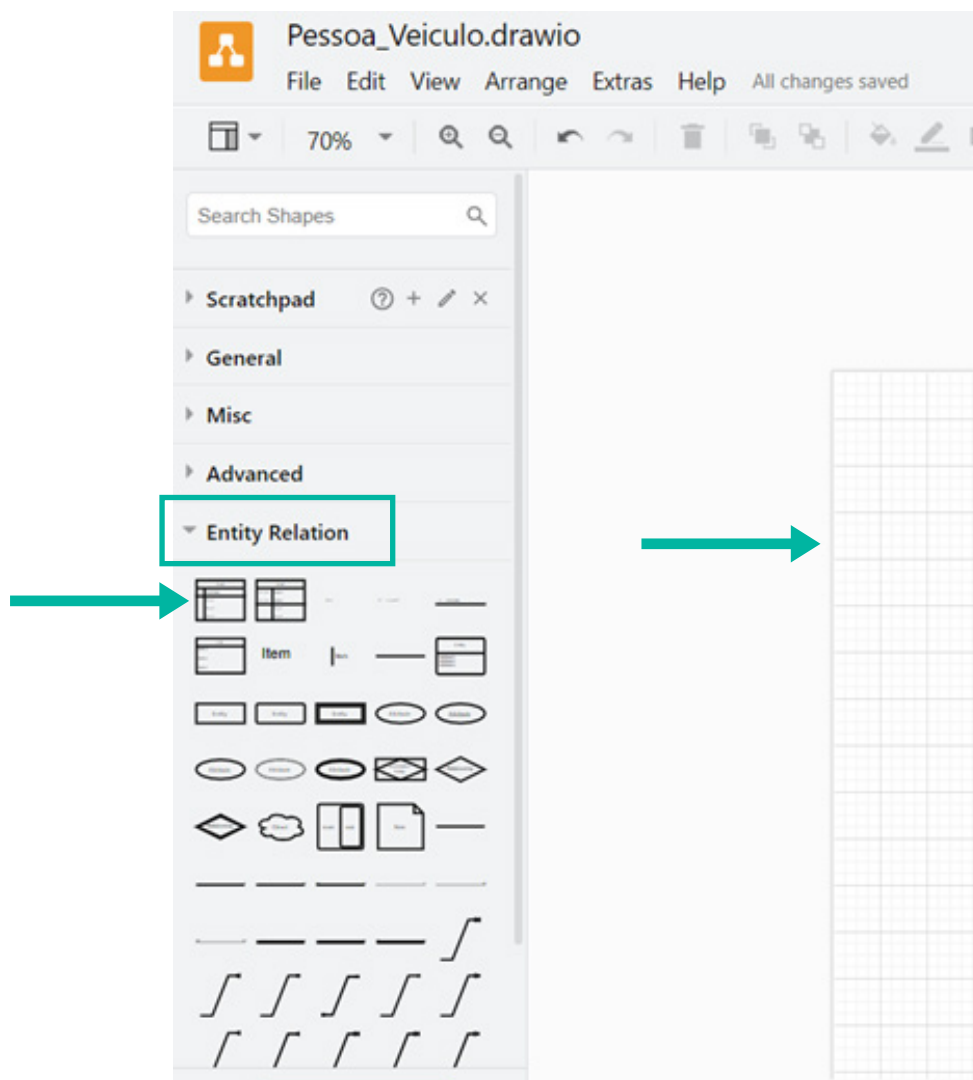 Pessoa_Veiculo.drawio
File Edit View Arrange Extras Help All changes saved
70%
Search Shapes
Scratchpad
General
Misc
Advanced
Entity Relation
Item